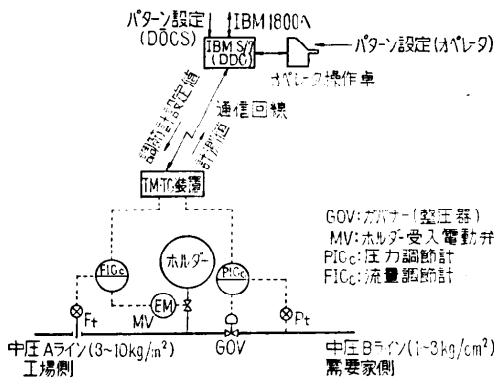 パターン設定
(DŌCS)
IBM1800へ
IBM S/7
(DDC)
パターン設定(オペレータ)
オペレータ操作卓
調節計設定値
通信回線
計測値
TM・TC装置
GOV:ガバナー(整圧器)
MV:ホルダー受入電動弁
PICc:圧力調節計
FICc:流量調節計
FICc
ホルダー
PICc
EM
MV
Ft
Pt
中圧Aライン(3~10kg/cm²)
工場側
GOV
中圧Bライン(1~3kg/cm²)
需要家側